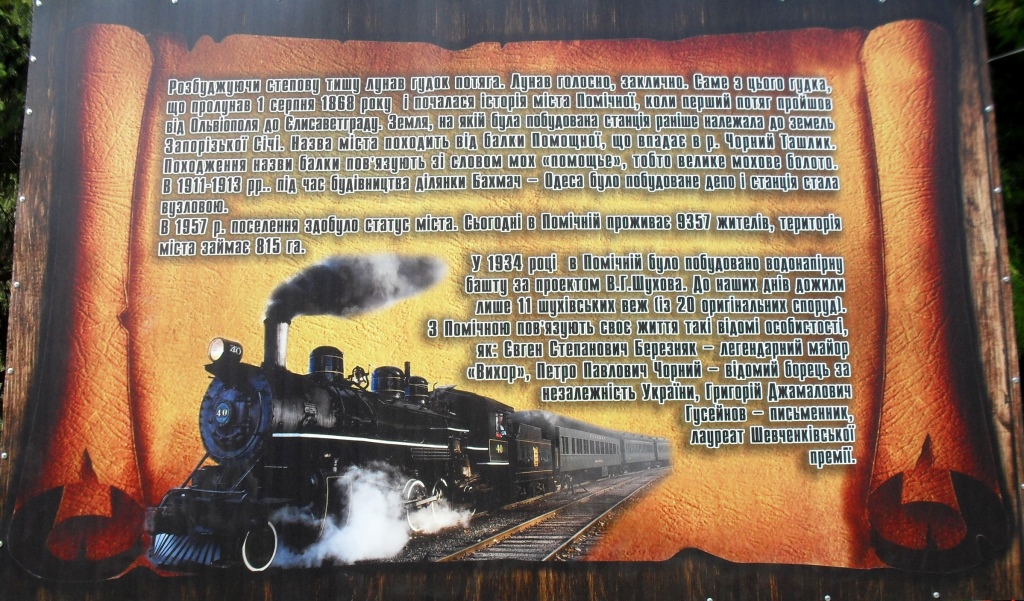 Розбуджуючи степову тишу лунав гудок потяга. Лунав голосно, заклично. Саме з цього гудка,
що пролунав 1 серпня 1868 року і почалася історія міста Помічної, коли перший потяг пройшов
від Ольвіополя до Єлисаветграду. Земля, на якій була побудована станція раніше належала до земель
Запорізької Січі. Назва міста походить від балки Помошної, що впадає в р. Чорний Ташлик.
Походження назви балки пов'язують зі словом мох «помощье», тобто велике мохове болото.
В 1911-1913 рр.. під час будівництва ділянки Бахмач – Одеса було побудоване депо і станція стала
вузловою.
В 1957 р. поселення здобуло статус міста. Сьогодні в Помічній проживає 9357 жителів, територія
міста займає 815 га.
У 1934 році в Помічній було побудовано водонапірну
башту за проектом В.Г.Шухова. До наших днів дожили
лише 11 шухівських веж (із 20 оригінальних споруд).
З Помічною пов'язують своє життя такі відомі особистості,
як: Євген Степанович Березняк – легендарний майор
«Вихор», Петро Павлович Чорний – відомий борець за
незалежність України, Григорій Джамалович
Гусейнов – письменник,
лауреат Шевченківської
премії.
40
40
40